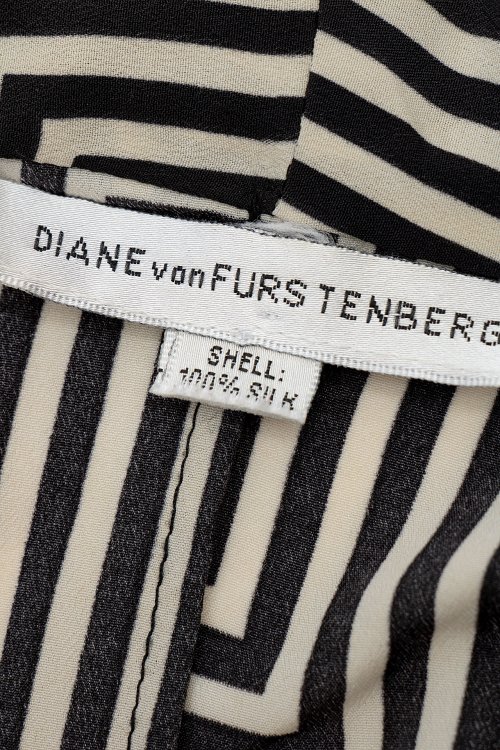 DIANE von FURSTENBERG
SHELL:
100% SILK